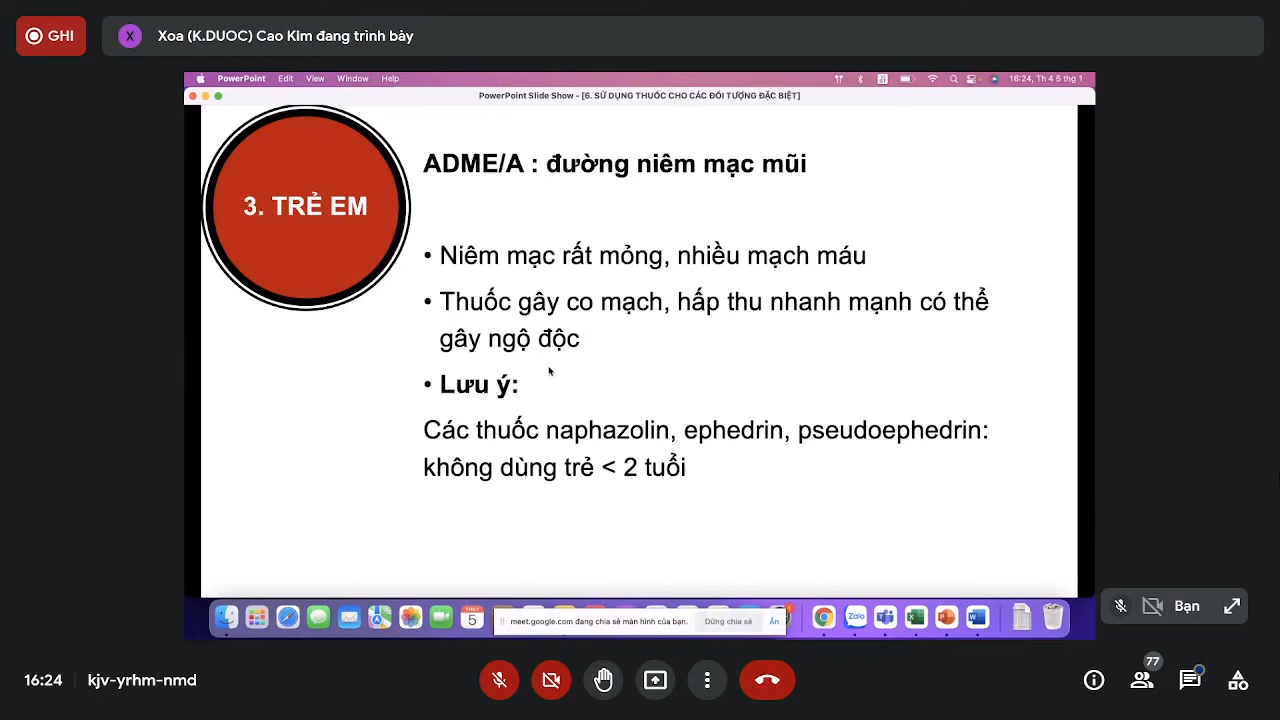 GHI
X
Xoa (K.DUOC) Cao KIm đang trình bày
PowerPoint Edit View Window Help
16:24, Th 4 5 thg 1
PowerPoint Slide Show - [6. SỬ DỤNG THUỐC CHO CÁC ĐỐI TƯỢNG ĐẶC BIỆT]
3. TRẺ EM
ADME/A : đường niêm mạc mũi
• Niêm mạc rất mỏng, nhiều mạch máu
• Thuốc gây co mạch, hấp thu nhanh mạnh có thể
gây ngộ độc
• Lưu ý:
Các thuốc naphazolin, ephedrin, pseudoephedrin:
không dùng trẻ < 2 tuổi
5
meet.google.com đang chia sẻ màn hình của bạn.
Dừng chia sẻ
Ẩn
Zalo
Bạn
16:24
kjv-yrhm-nmd
77